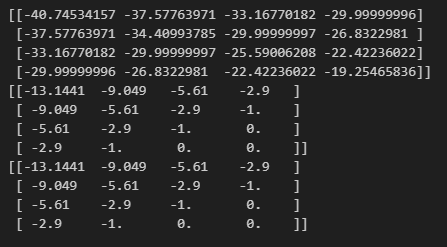 [[-40.74534157 -37.57763971 -33.16770182 -29.99999996]
[-37.57763971 -34.40993785 -29.99999997 -26.8322981 ]
[-33.16770182 -29.99999997 -25.59006208 -22.42236022]
[-29.99999996 -26.8322981  -22.42236022 -19.25465836]]
[[-13.1441  -9.049   -5.61    -2.9   ]
[ -9.049   -5.61    -2.9     -1.    ]
[ -5.61    -2.9     -1.       0.    ]
[ -2.9     -1.       0.       0.    ]]
[[-13.1441  -9.049   -5.61    -2.9   ]
[ -9.049   -5.61    -2.9     -1.    ]
[ -5.61    -2.9     -1.       0.    ]
[ -2.9     -1.       0.       0.    ]]